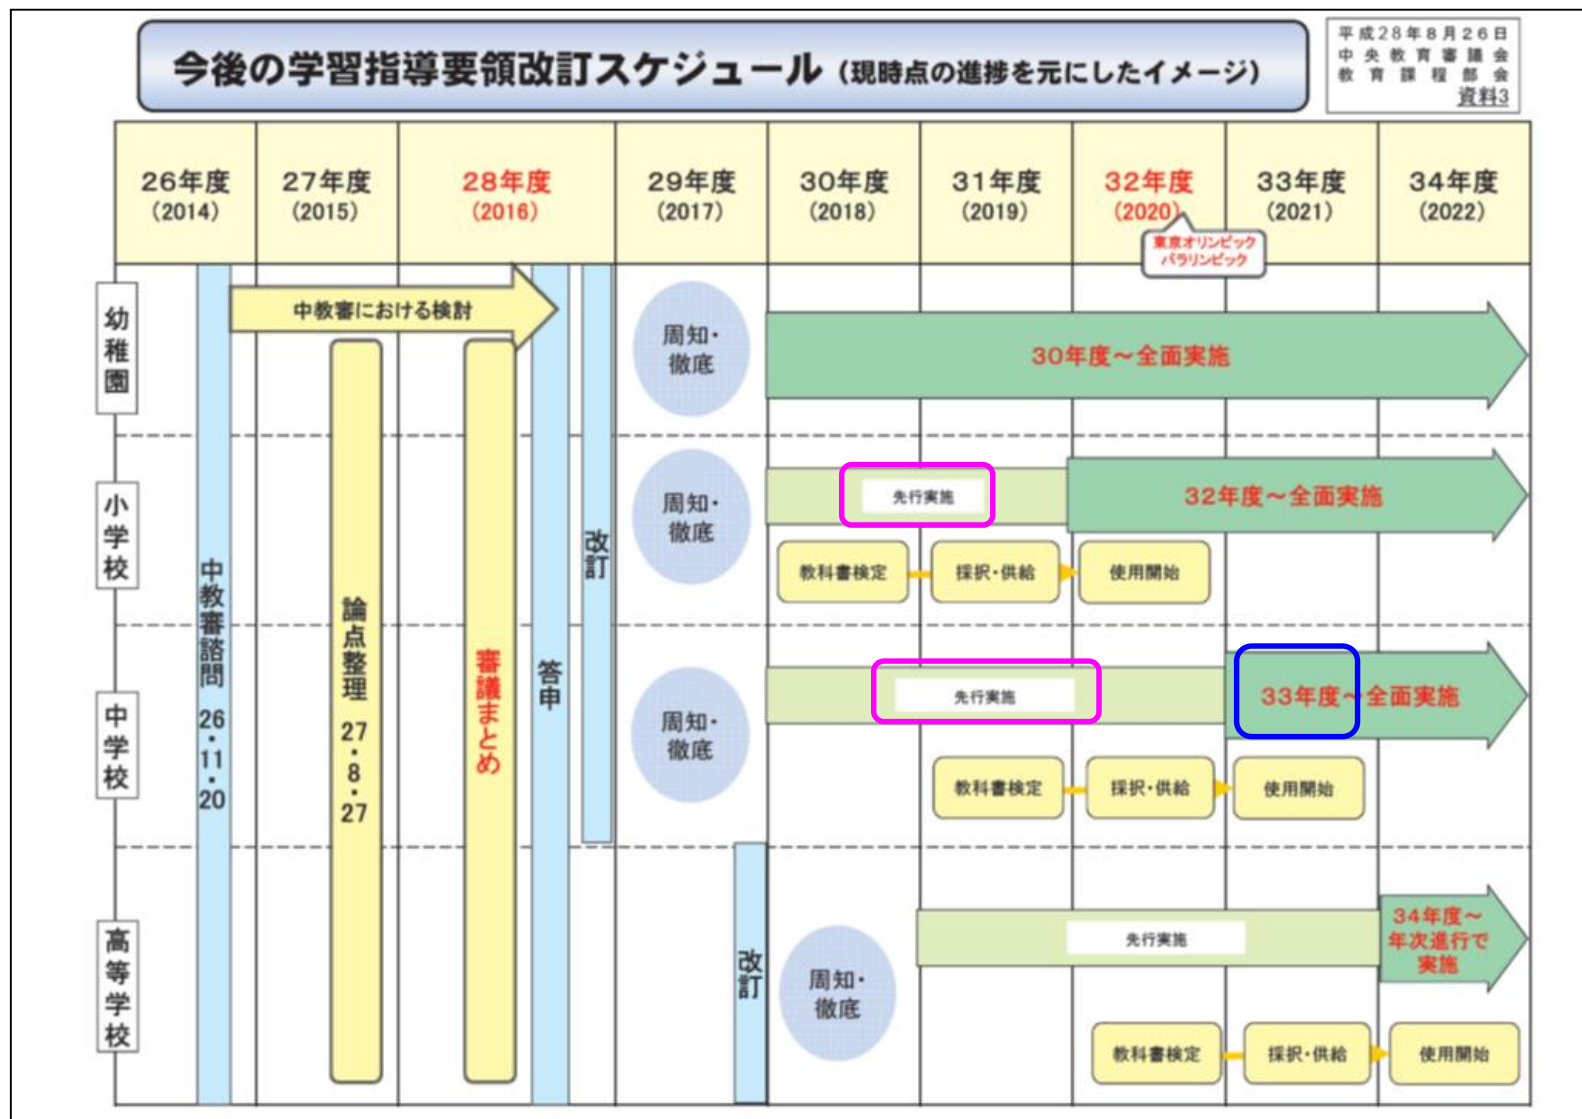 今後の学習指導要領改訂スケジュール（現時点の進捗を元にしたイメージ）
平成28年8月26日
中央教育審議会
教育課程部会
資料3
26年度
（2014）
27年度
（2015）
28年度
（2016）
29年度
（2017）
30年度
（2018）
31年度
（2019）
32年度
（2020）
33年度
（2021）
34年度
（2022）
東京オリンピック
パラリンピック
中教審諮問 26・11・20
中教審における検討
論点整理 27・8・27
審議まとめ
答申
改訂
幼稚園
周知・
徹底
30年度～全面実施
小学校
周知・
徹底
先行実施
32年度～全面実施
教科書検定
採択・供給
使用開始
中学校
周知・
徹底
先行実施
33年度～全面実施
教科書検定
採択・供給
使用開始
高等学校
改訂
周知・
徹底
先行実施
34年度～
年次進行で
実施
教科書検定
採択・供給
使用開始